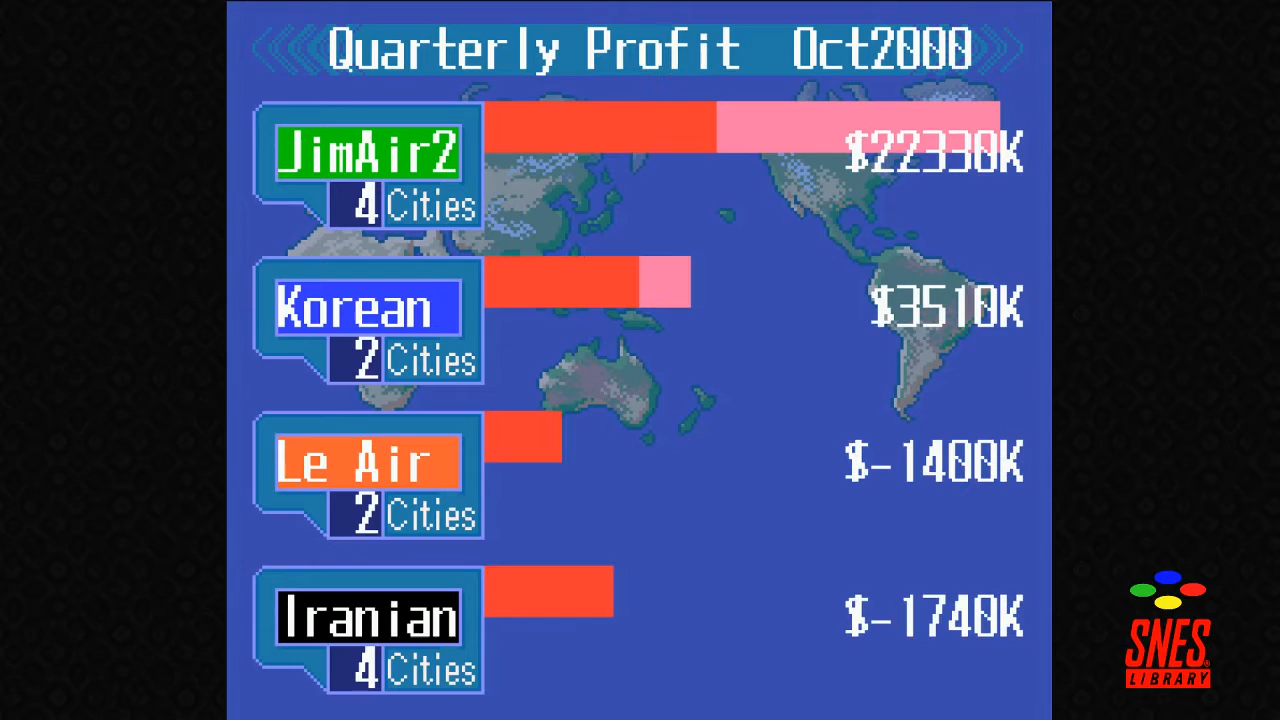 Quarterly Profit Oct2000
JimAir2
$22330K
4 Cities
Korean
$3510K
2 Cities
Le Air
$-1400K
2 Cities
Iranian
$-1740K
4 Cities
SNES®
LIBRARY